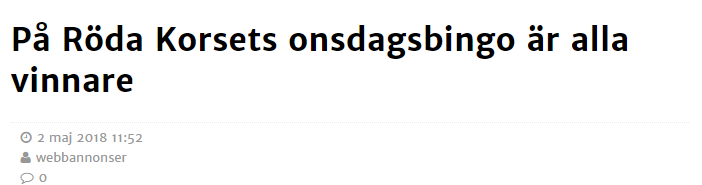 På Röda Korsets onsdagsbingo är alla
vinnare
2 maj 2018 11:52
webbannonser
0